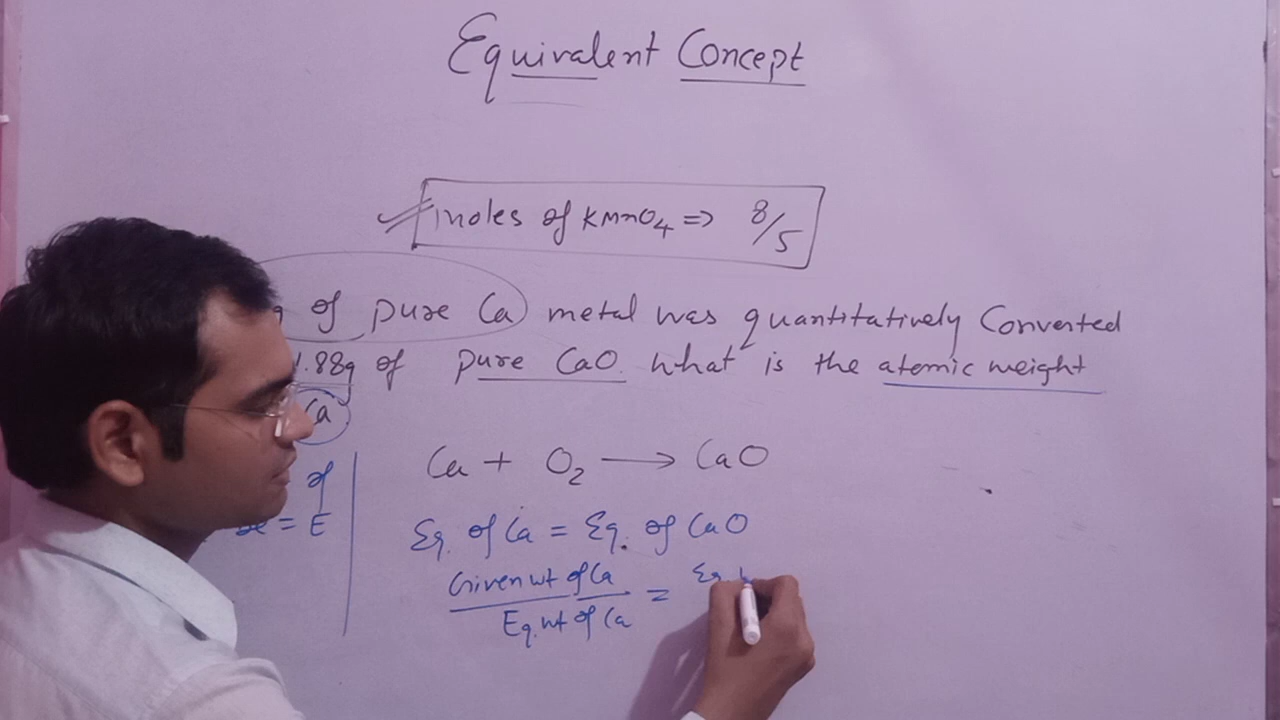 Equivalent Concept
moles of KMnO4 => 8/5
g of pure Ca metal was quantitatively Converted
1.88g of pure CaO. What is the atomic weight
Ca
Ca + O2 → CaO
of
= E
Eq. of Ca = Eq. of CaO
Given wt of Ca / Eq. wt of Ca =